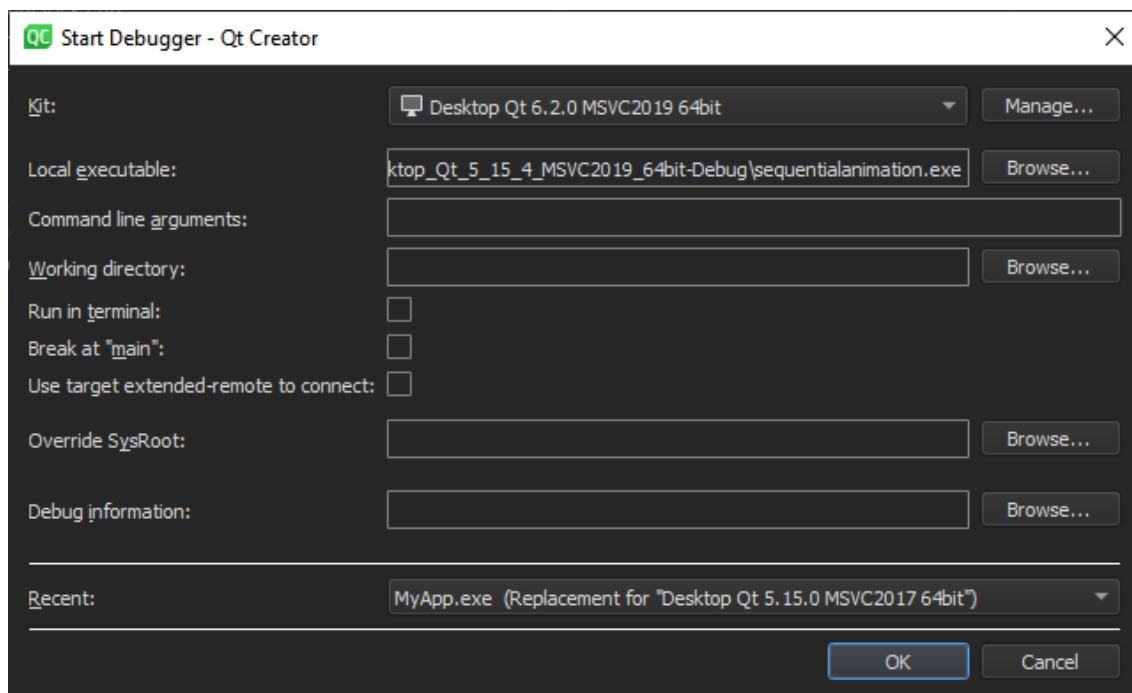 QC Start Debugger - Qt Creator
Kit: Desktop Qt 6.2.0 MSVC2019 64bit Manage...
Local executable: ktop_Qt_5_15_4_MSVC2019_64bit-Debug\sequentialanimation.exe Browse...
Command line arguments:
Working directory: Browse...
Run in terminal:
Break at "main":
Use target extended-remote to connect:
Override SysRoot: Browse...
Debug information: Browse...
Recent: MyApp.exe (Replacement for "Desktop Qt 5.15.0 MSVC2017 64bit")
OK Cancel